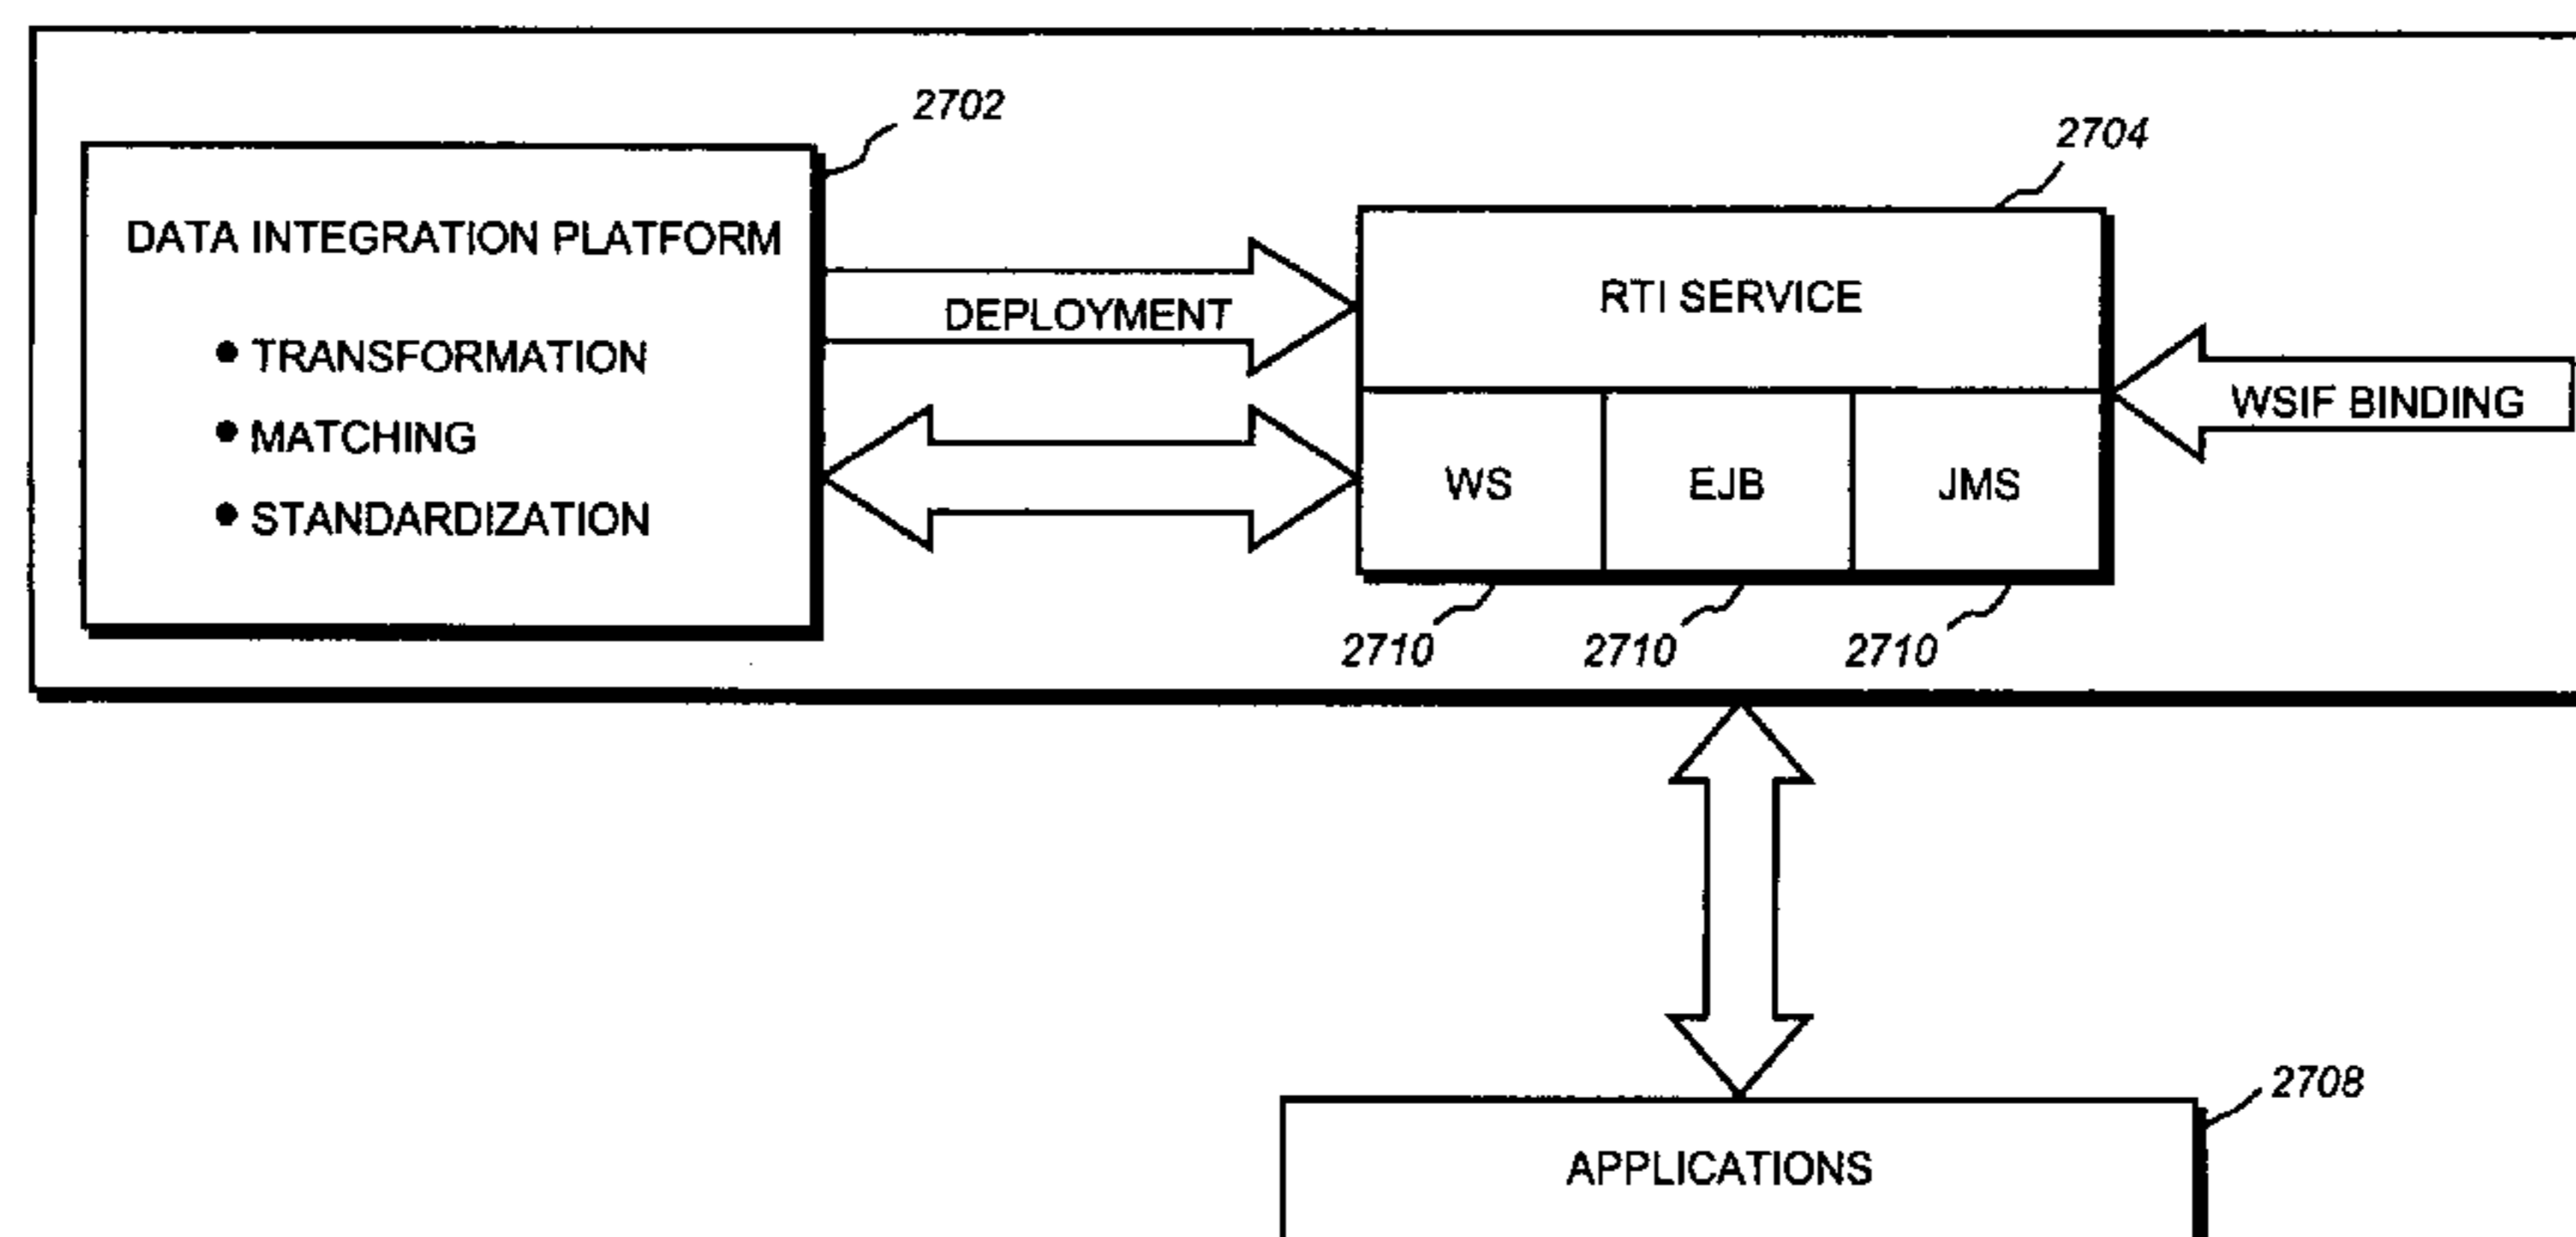 2702
2704
DATA INTEGRATION PLATFORM
● TRANSFORMATION
● MATCHING
● STANDARDIZATION
DEPLOYMENT
RTI SERVICE
WS EJB JMS
WSIF BINDING
2710 2710 2710
2708
APPLICATIONS